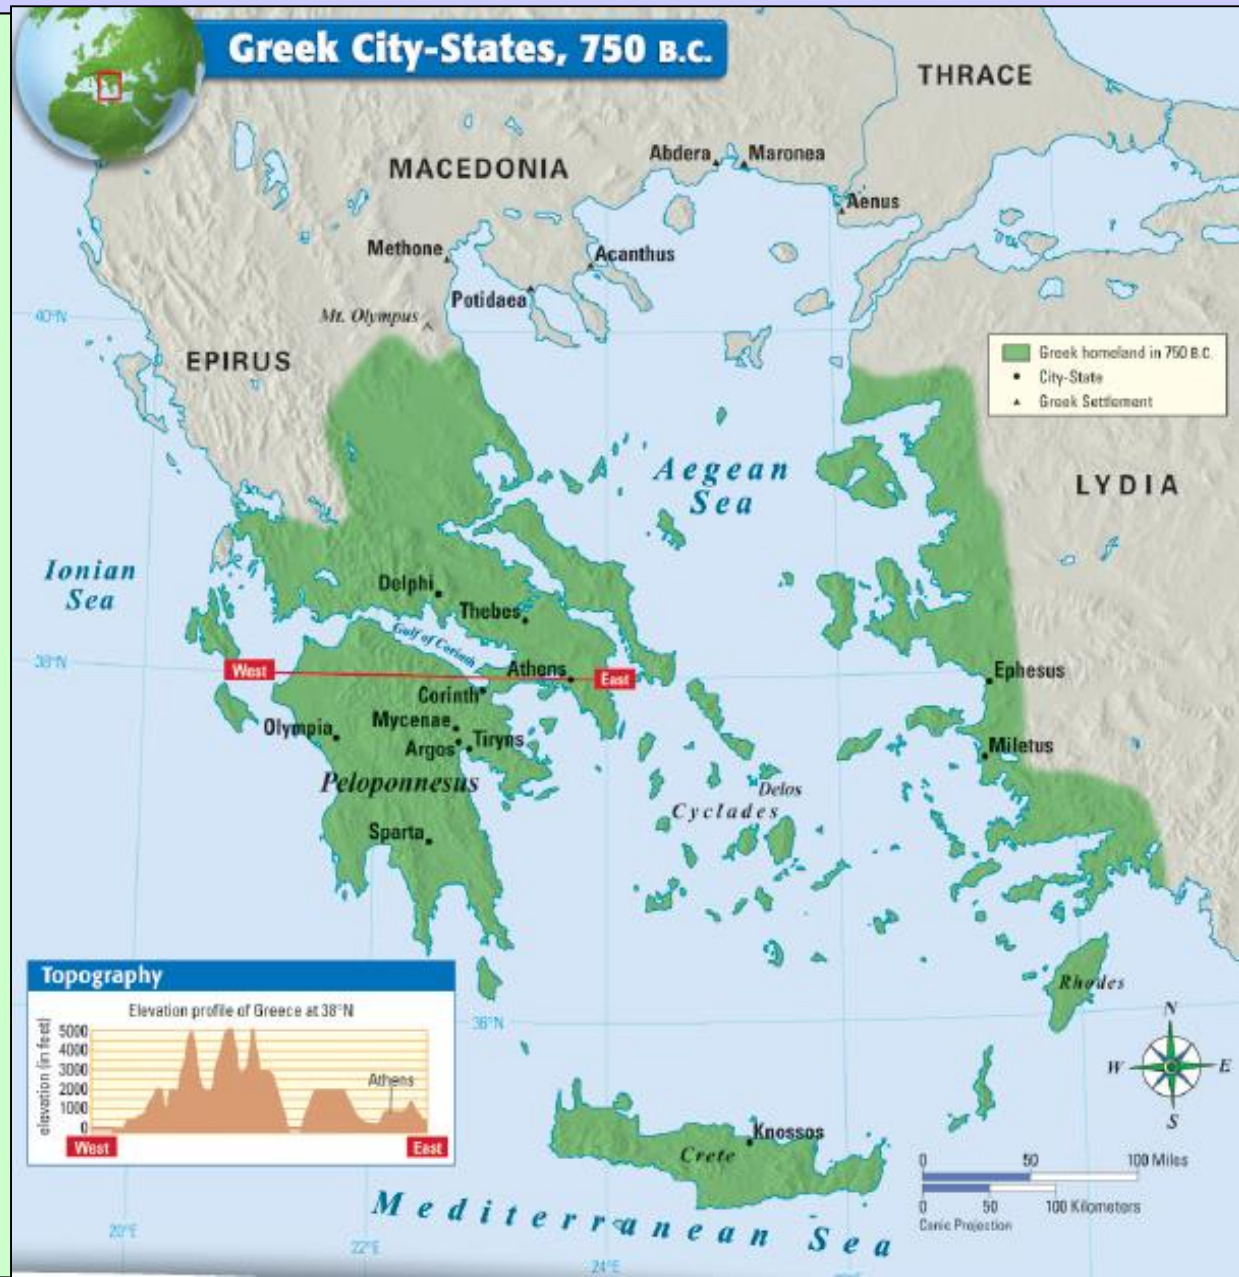 Greek City-States, 750 B.C.
THRACE
MACEDONIA
Abdera
Maronea
Aenus
Methone
Acanthus
Potidaea
Mt. Olympus
40°N
EPIRUS
Greek homeland in 750 B.C.
City-State
Greek Settlement
Aegean
Sea
LYDIA
Ionian
Sea
Delphi
Thebes
Gulf of Corinth
38°N
West
Athens
East
Corinth
Ephesus
Olympia
Mycenae
Argos
Tiryns
Miletus
Peloponnesus
Delos
Cyclades
Sparta
Topography
Elevation profile of Greece at 38°N
elevation (in feet)
5000
4000
3000
2000
1000
0
Athens
West
East
36°N
Rhodes
N
W
E
S
Knossos
Crete
0
50
100 Miles
0
50
100 Kilometers
Conic Projection
Mediterranean Sea
20°E
22°E
24°E